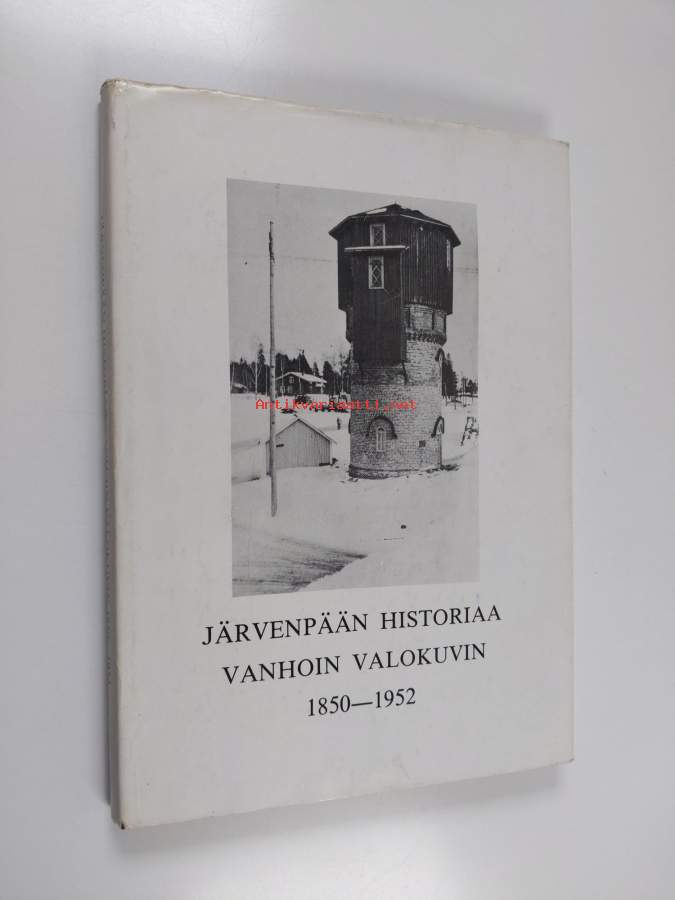 Antikvariaatti.net
JÄRVENPÄÄN HISTORIAA
VANHOIN VALOKUVIN
1850—1952